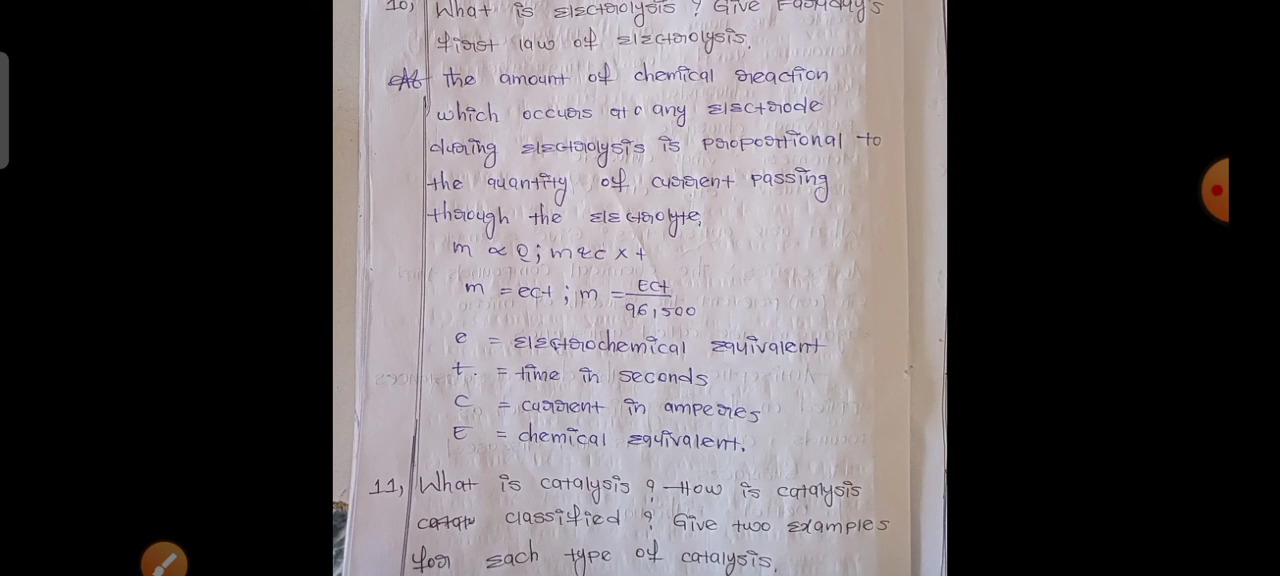 10, What is Electrolysis ? Give Faraday's
first law of Electrolysis.
the amount of chemical reaction
which occurs at any Electrode
during Electrolysis is proportional to
the quantity of current passing
through the Electrolyte,
m ∝ Q; m ∝ c x t
m = ect ; m = Ect / 96,500
e = Electrochemical Equivalent
t. = time in seconds
C = current in amperes
E = chemical Equivalent.
11, What is catalysis ? How is catalysis
classified ? Give two Examples
for Each type of catalysis.